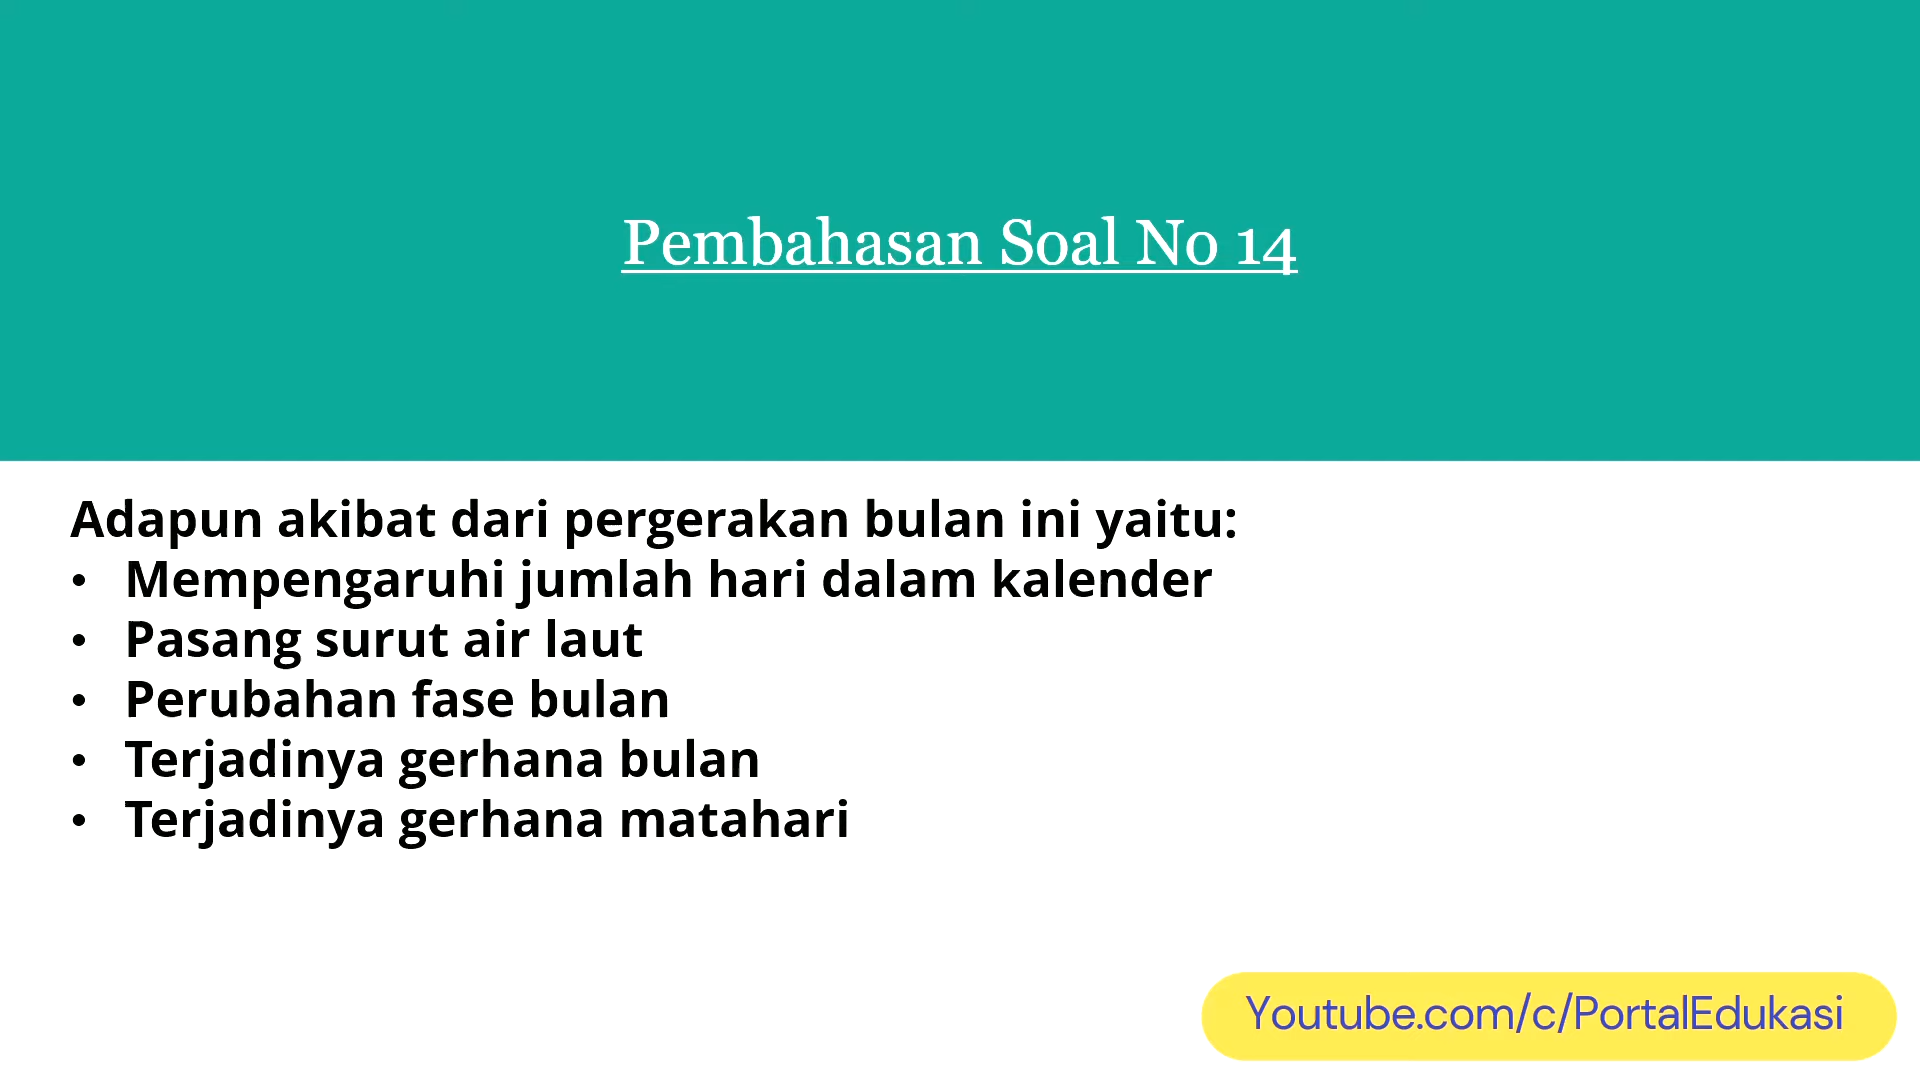 Pembahasan Soal No 14
Adapun akibat dari pergerakan bulan ini yaitu:
• Mempengaruhi jumlah hari dalam kalender
• Pasang surut air laut
• Perubahan fase bulan
• Terjadinya gerhana bulan
• Terjadinya gerhana matahari
Youtube.com/c/PortalEdukasi